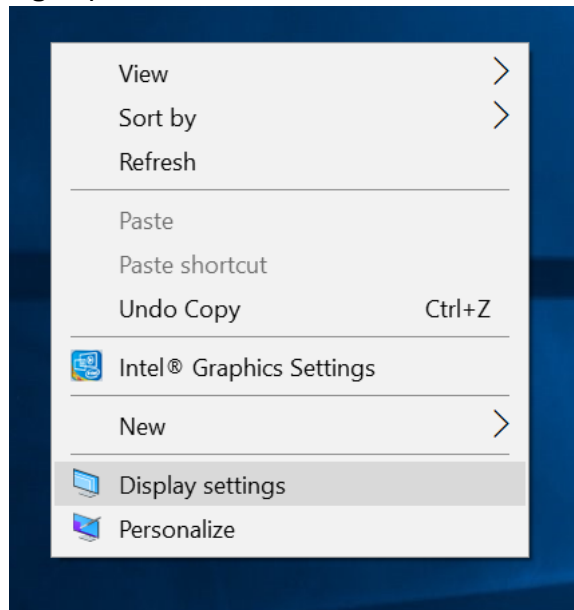 View
Sort by
Refresh
Paste
Paste shortcut
Undo Copy Ctrl+Z
Intel® Graphics Settings
New
Display settings
Personalize